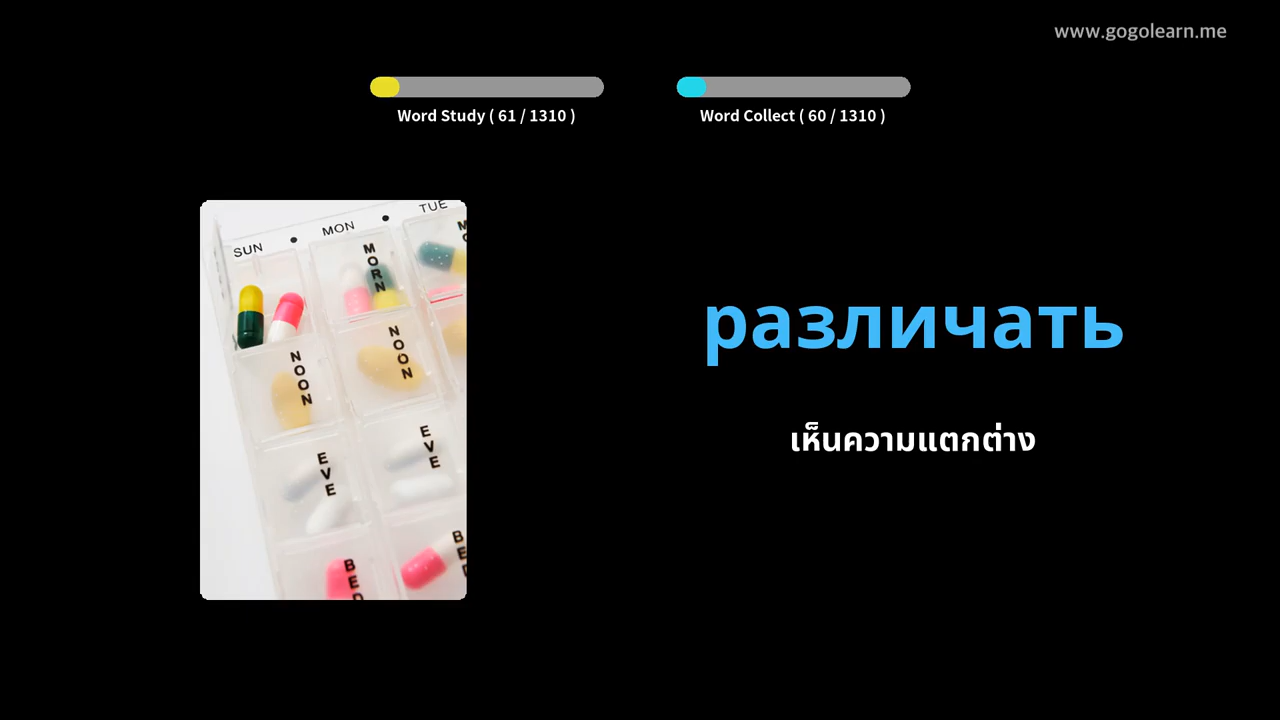 www.gogolearn.me
Word Study ( 61 / 1310 )
Word Collect ( 60 / 1310 )
SUN • MON • TUE
MORN
NOON
NOON
EVE
EVE
BED
различать
เห็นความแตกต่าง